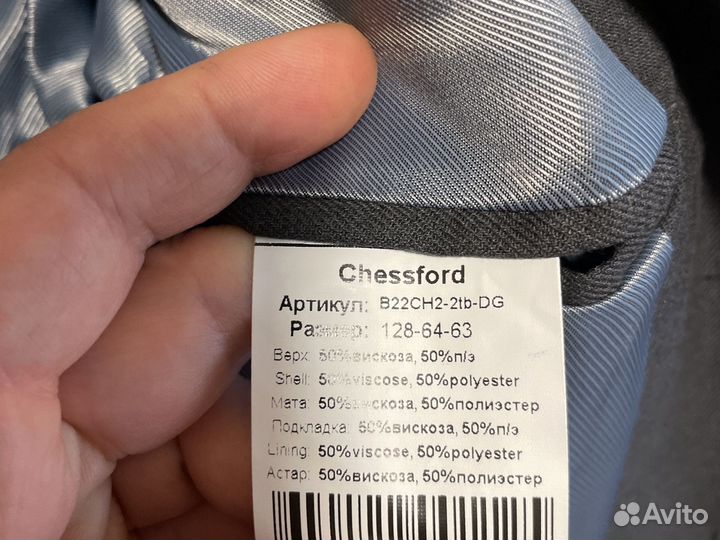 Chessford
Артикул: B22CH2-2tb-DG
Размер: 128-64-63
Верх: 50%вискоза, 50%п/э
Shell: 50%viscose, 50%polyester
Мата: 50%вискоза, 50%полиэстер
Подкладка: 50%вискоза, 50%п/э
Lining: 50%viscose, 50%polyester
Астар: 50%вискоза, 50%полиэстер
Avito